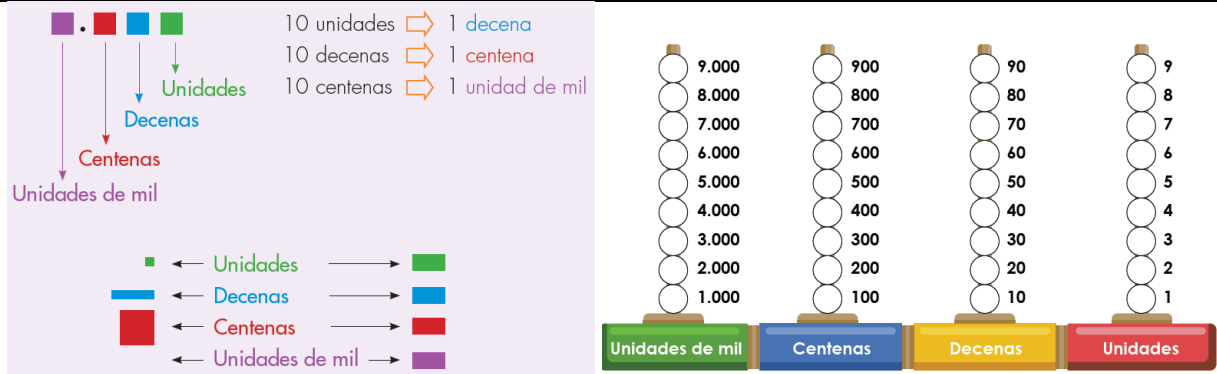 10 unidades 1 decena
10 decenas 1 centena
10 centenas 1 unidad de mil
.
Unidades
Decenas
Centenas
Unidades de mil
Unidades
Decenas
Centenas
Unidades de mil
9.000 900 90 9
8.000 800 80 8
7.000 700 70 7
6.000 600 60 6
5.000 500 50 5
4.000 400 40 4
3.000 300 30 3
2.000 200 20 2
1.000 100 10 1
Unidades de mil Centenas Decenas Unidades